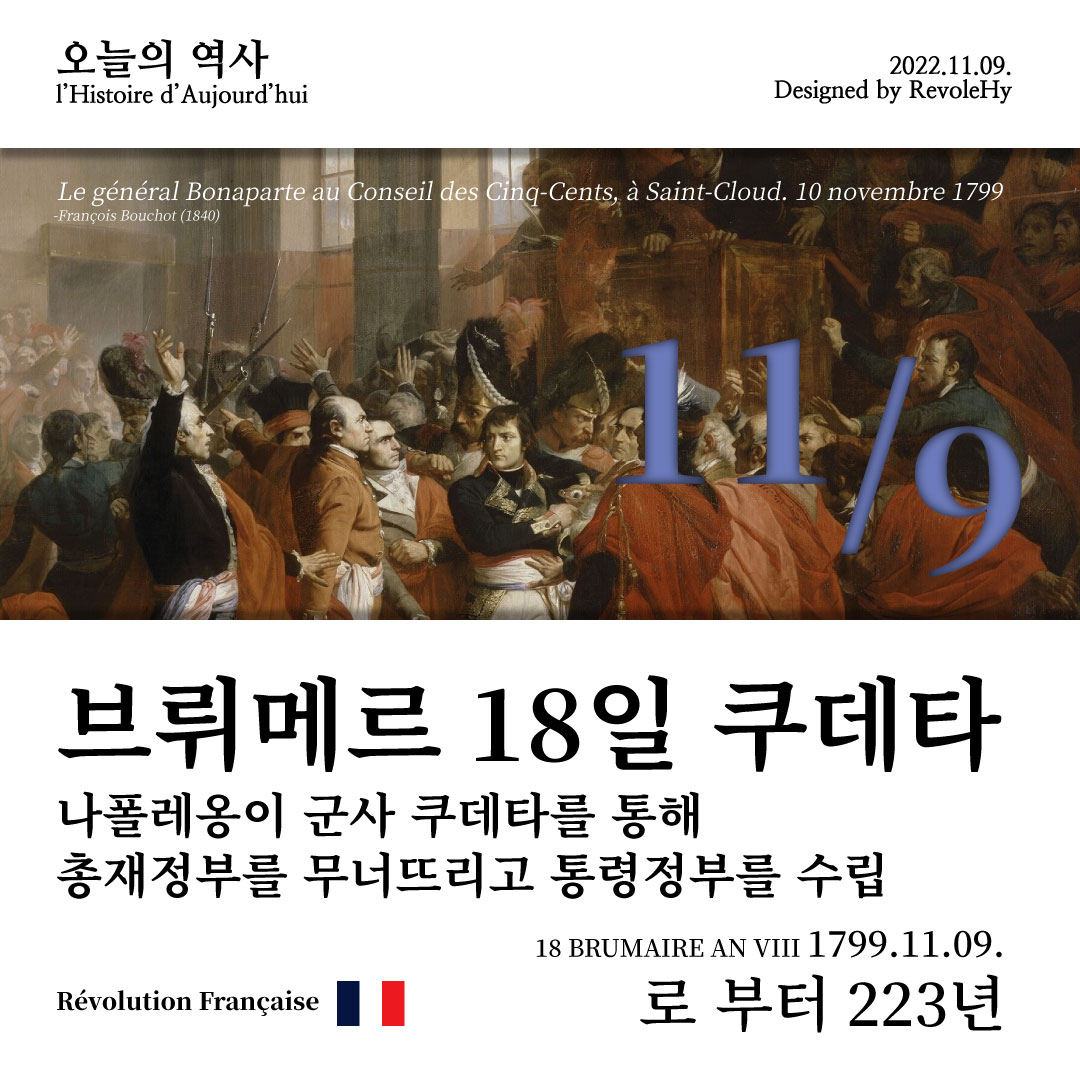 오늘의 역사
l’Histoire d’Aujourd’hui
2022.11.09.
Designed by RevoleHy
Le général Bonaparte au Conseil des Cinq-Cents, à Saint-Cloud. 10 novembre 1799
-François Bouchot (1840)
11/9
브뤼메르 18일 쿠데타
나폴레옹이 군사 쿠데타를 통해
총재정부를 무너뜨리고 통령정부를 수립
18 BRUMAIRE AN VIII 1799.11.09.
로 부터 223년
Révolution Française